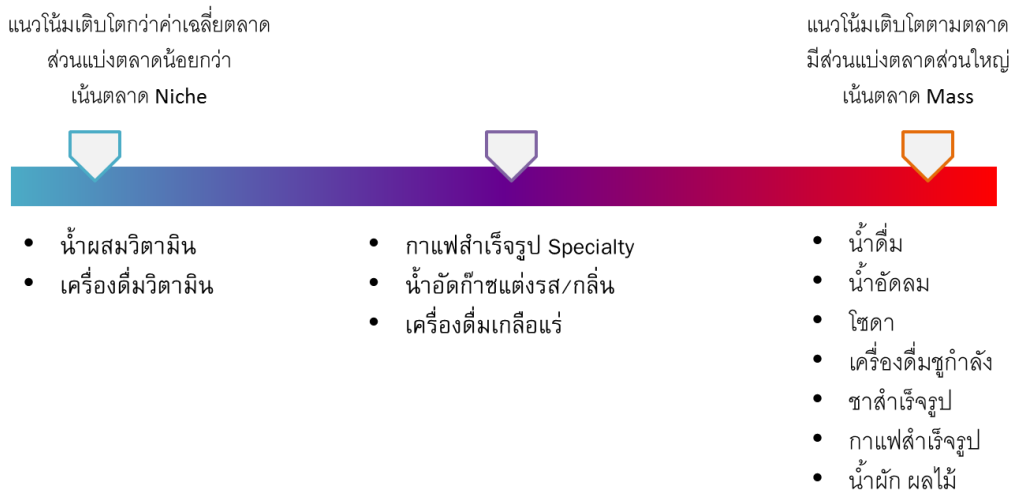 แนวโน้มเติบโตกว่าค่าเฉลี่ยตลาด
ส่วนแบ่งตลาดน้อยกว่า
เน้นตลาด Niche
แนวโน้มเติบโตตามตลาด
มีส่วนแบ่งตลาดส่วนใหญ่
เน้นตลาด Mass
• น้ำผสมวิตามิน
• เครื่องดื่มวิตามิน
• กาแฟสำเร็จรูป Specialty
• น้ำอัดก๊าซแต่งรส/กลิ่น
• เครื่องดื่มเกลือแร่
• น้ำดื่ม
• น้ำอัดลม
• โซดา
• เครื่องดื่มชูกำลัง
• ชาสำเร็จรูป
• กาแฟสำเร็จรูป
• น้ำผัก ผลไม้